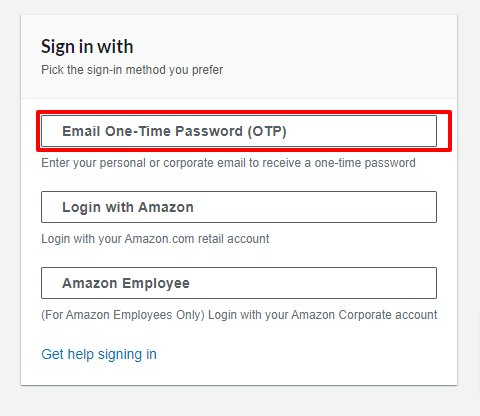 Sign in with
Pick the sign-in method you prefer
Email One-Time Password (OTP)
Enter your personal or corporate email to receive a one-time password
Login with Amazon
Login with your Amazon.com retail account
Amazon Employee
(For Amazon Employees Only) Login with your Amazon Corporate account
Get help signing in